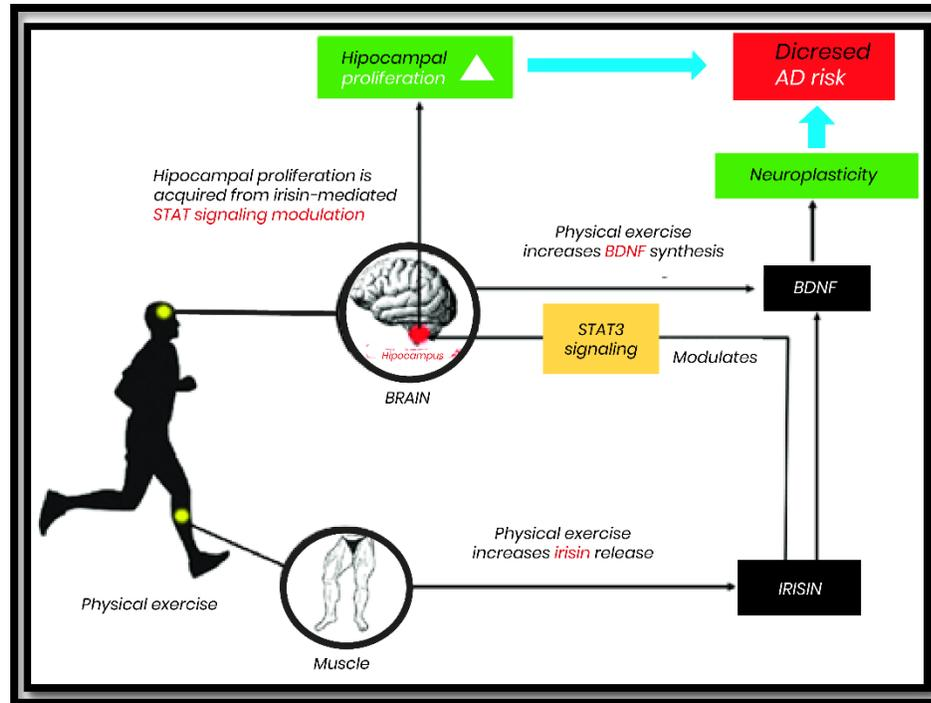 Hipocampal
proliferation
Dicresed
AD risk
Hipocampal proliferation is
acquired from irisin-mediated
STAT signaling modulation
Neuroplasticity
Physical exercise
increases BDNF synthesis
BDNF
STAT3
signaling
Modulates
Hipocampus
BRAIN
Physical exercise
increases irisin release
IRISIN
Physical exercise
Muscle